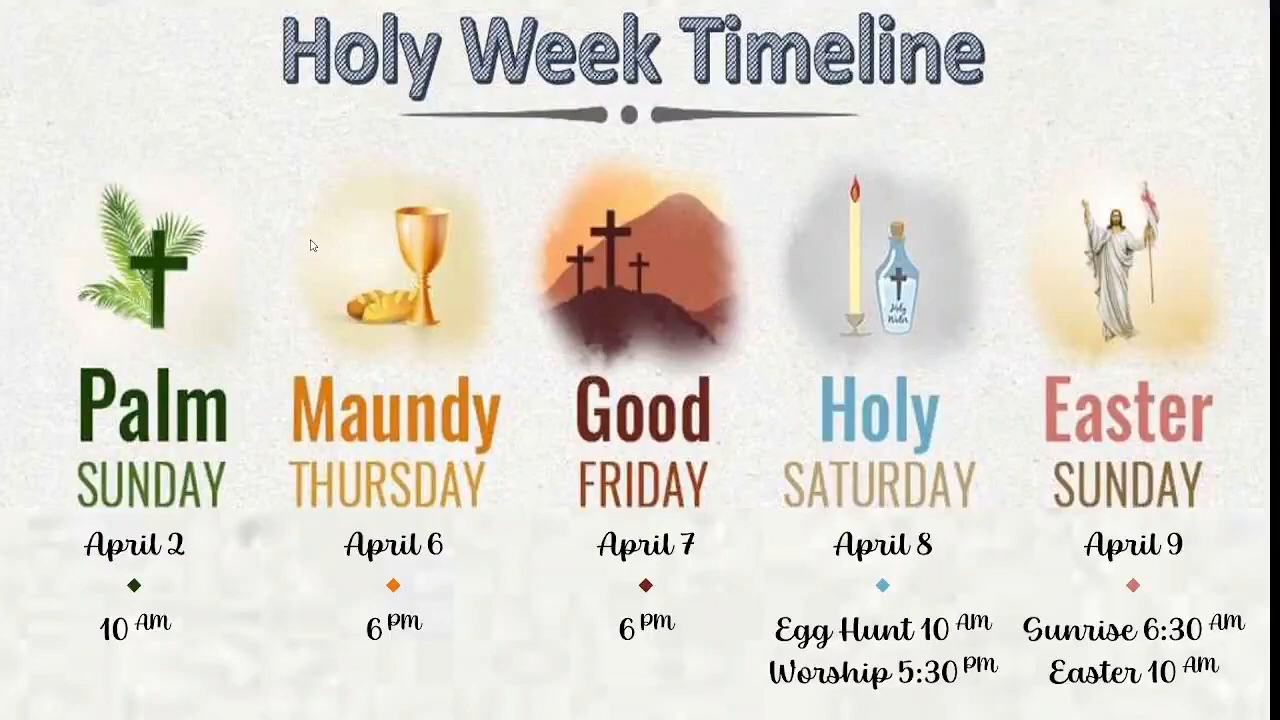 Holy Week Timeline
Palm
SUNDAY
April 2
10 AM
Maundy
THURSDAY
April 6
6 PM
Good
FRIDAY
April 7
6 PM
Holy Water
Holy
SATURDAY
April 8
Egg Hunt 10 AM
Worship 5:30 PM
Easter
SUNDAY
April 9
Sunrise 6:30 AM
Easter 10 AM